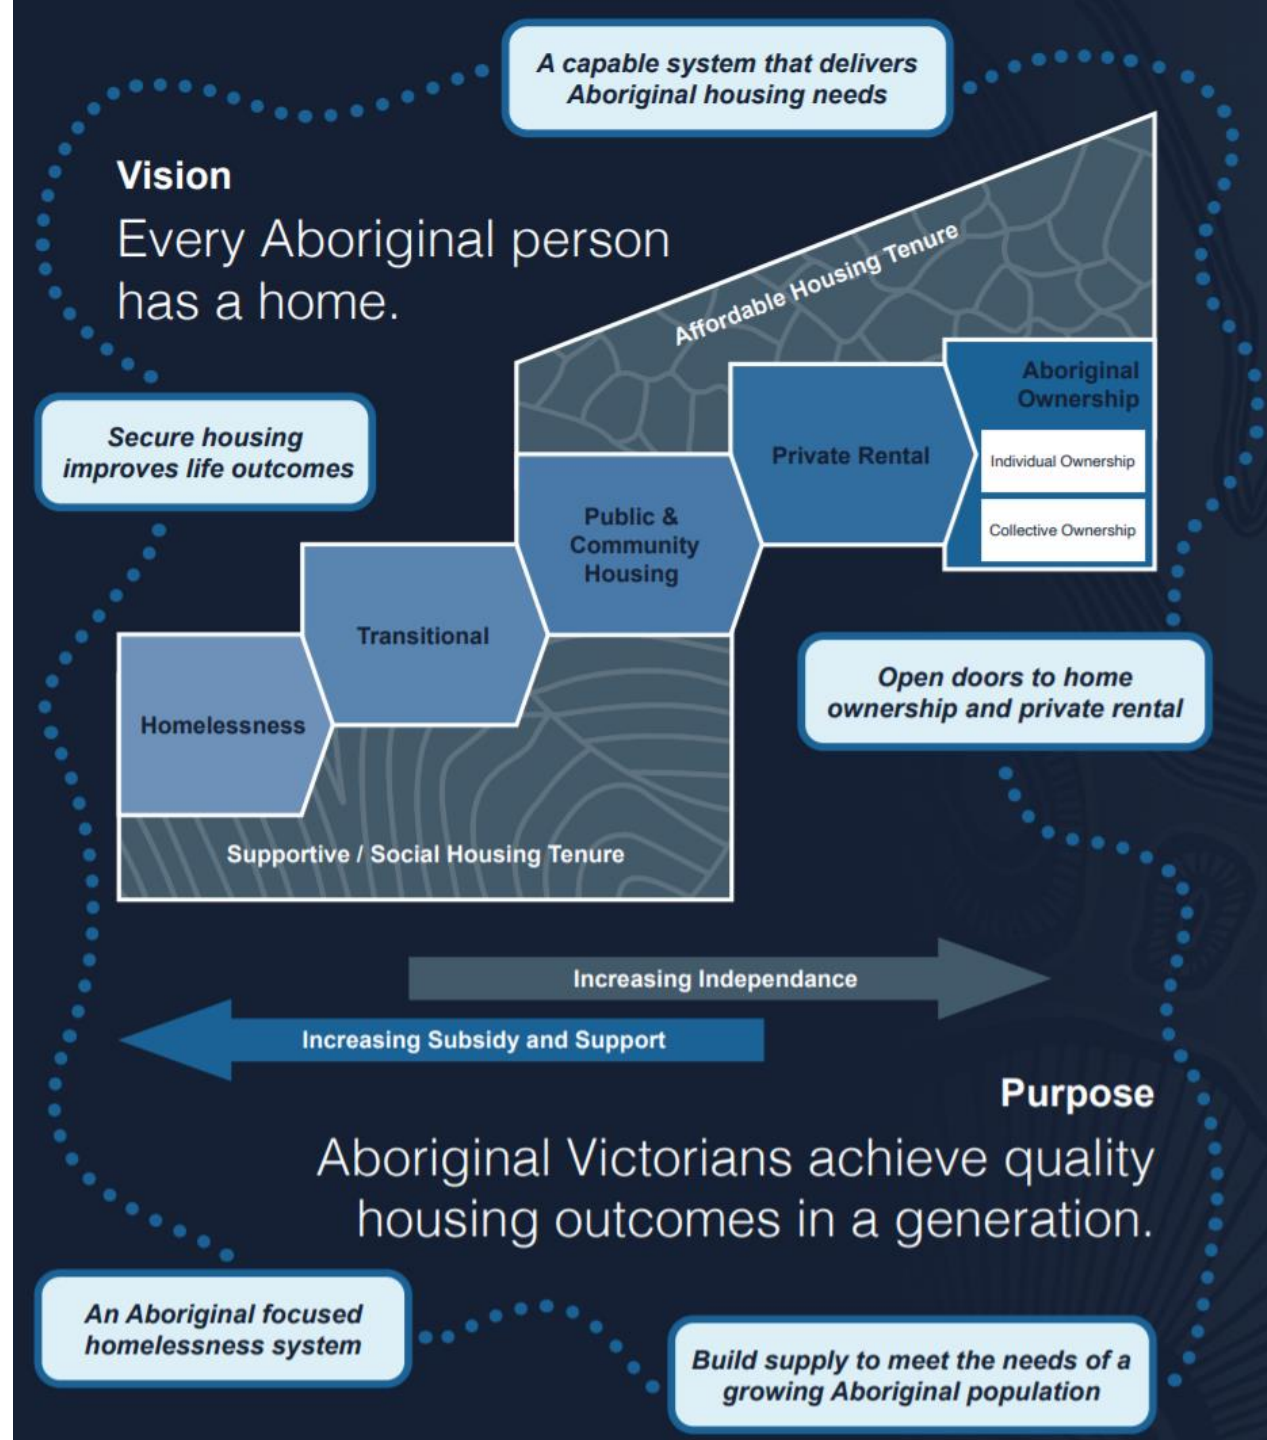 A capable system that delivers
Aboriginal housing needs
Vision
Every Aboriginal person
has a home.
Affordable Housing Tenure
Aboriginal
Ownership
Individual Ownership
Collective Ownership
Private Rental
Secure housing
improves life outcomes
Public &
Community
Housing
Transitional
Homelessness
Open doors to home
ownership and private rental
Supportive / Social Housing Tenure
Increasing Independance
Increasing Subsidy and Support
Purpose
Aboriginal Victorians achieve quality
housing outcomes in a generation.
An Aboriginal focused
homelessness system
Build supply to meet the needs of a
growing Aboriginal population